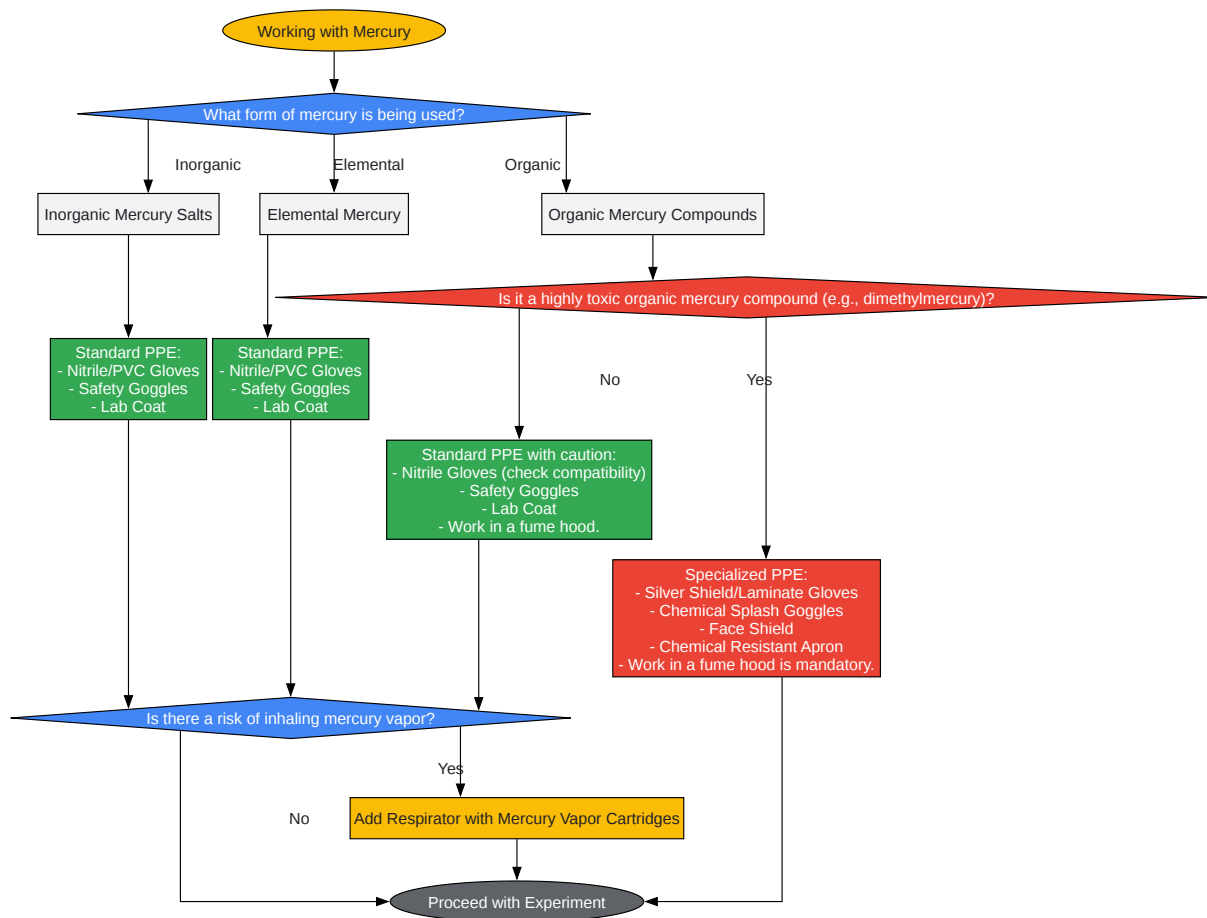 Working with Mercury
What form of mercury is being used?
Inorganic
Elemental
Organic
Inorganic Mercury Salts
Elemental Mercury
Organic Mercury Compounds
Is it a highly toxic organic mercury compound (e.g., dimethylmercury)?
Standard PPE:
- Nitrile/PVC Gloves
- Safety Goggles
- Lab Coat
Standard PPE:
- Nitrile/PVC Gloves
- Safety Goggles
- Lab Coat
No
Yes
Standard PPE with caution:
- Nitrile Gloves (check compatibility)
- Safety Goggles
- Lab Coat
- Work in a fume hood.
Specialized PPE:
- Silver Shield/Laminate Gloves
- Chemical Splash Goggles
- Face Shield
- Chemical Resistant Apron
- Work in a fume hood is mandatory.
Is there a risk of inhaling mercury vapor?
Yes
No
Add Respirator with Mercury Vapor Cartridges
Proceed with Experiment